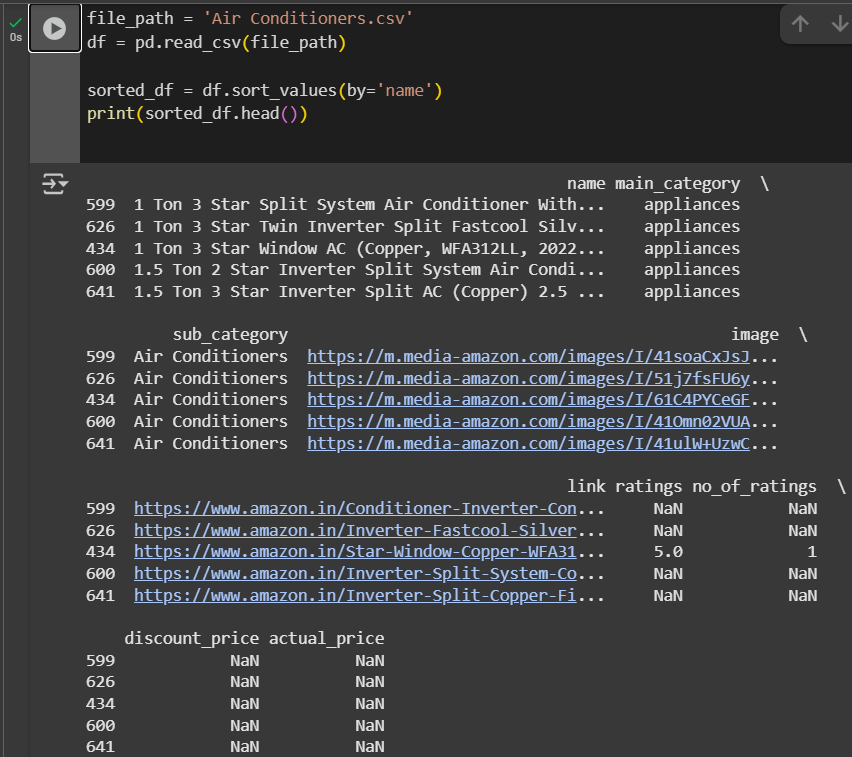 file_path = 'Air Conditioners.csv'
0s
df = pd.read_csv(file_path)
sorted_df = df.sort_values(by='name')
print(sorted_df.head())
name main_category \
599 1 Ton 3 Star Split System Air Conditioner With... appliances
626 1 Ton 3 Star Twin Inverter Split Fastcool Silv... appliances
434 1 Ton 3 Star Window AC (Copper, WFA312LL, 2022... appliances
600 1.5 Ton 2 Star Inverter Split System Air Condi... appliances
641 1.5 Ton 3 Star Inverter Split AC (Copper) 2.5 ... appliances
sub_category image \
599 Air Conditioners https://m.media-amazon.com/images/I/41soaCxJsJ...
626 Air Conditioners https://m.media-amazon.com/images/I/51j7fsFU6y...
434 Air Conditioners https://m.media-amazon.com/images/I/61C4PYCeGF...
600 Air Conditioners https://m.media-amazon.com/images/I/41Omn02VUA...
641 Air Conditioners https://m.media-amazon.com/images/I/41ulW+UzwC...
link ratings no_of_ratings \
599 https://www.amazon.in/Conditioner-Inverter-Con... NaN NaN
626 https://www.amazon.in/Inverter-Fastcool-Silver... NaN NaN
434 https://www.amazon.in/Star-Window-Copper-WFA31... 5.0 1
600 https://www.amazon.in/Inverter-Split-System-Co... NaN NaN
641 https://www.amazon.in/Inverter-Split-Copper-Fi... NaN NaN
discount_price actual_price
599 NaN NaN
626 NaN NaN
434 NaN NaN
600 NaN NaN
641 NaN NaN